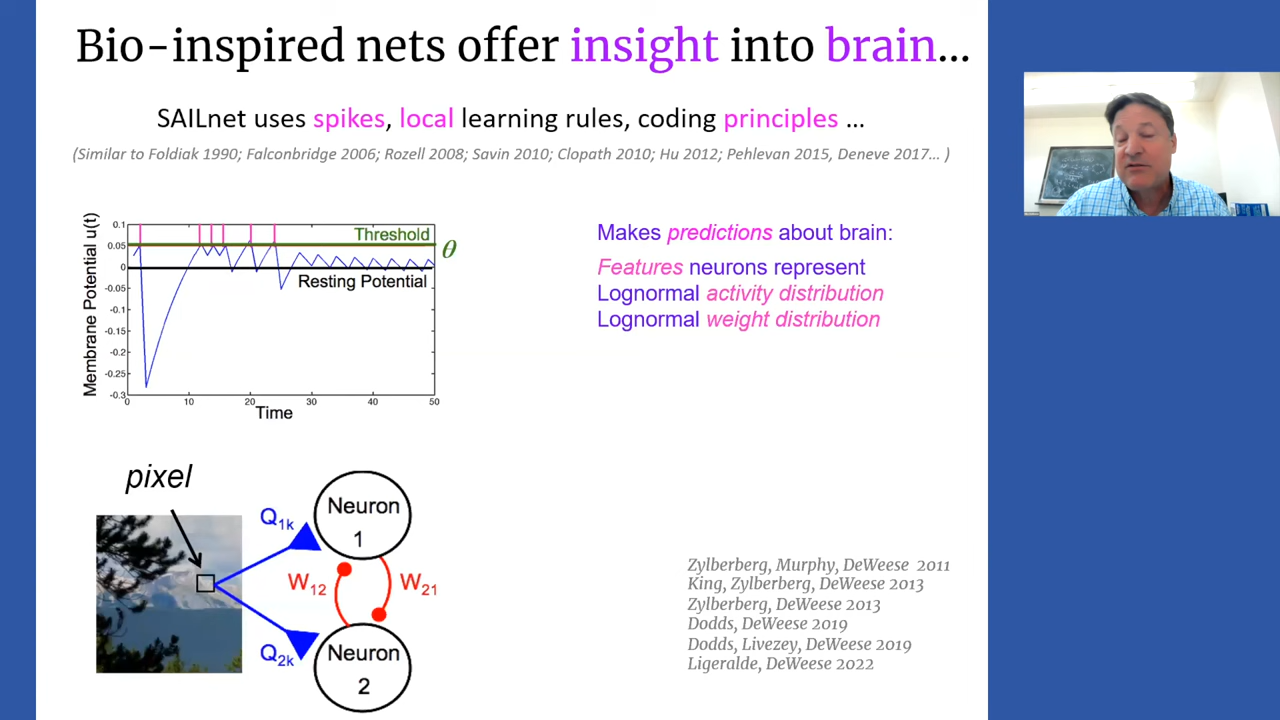 Bio-inspired nets offer insight into brain...
SAILnet uses spikes, local learning rules, coding principles ...
(Similar to Foldiak 1990; Falconbridge 2006; Rozell 2008; Savin 2010; Clopath 2010; Hu 2012; Pehlevan 2015, Deneve 2017... )
Membrane Potential u(t)
0.1
0.05
0
-0.05
-0.1
-0.15
-0.2
-0.25
-0.3
Threshold
θ
Resting Potential
0 10 20 30 40 50
Time
Makes predictions about brain:
Features neurons represent
Lognormal activity distribution
Lognormal weight distribution
pixel
Q1k
Neuron
1
W12
W21
Q2k
Neuron
2
Zylberberg, Murphy, DeWeese 2011
King, Zylberberg, DeWeese 2013
Zylberberg, DeWeese 2013
Dodds, DeWeese 2019
Dodds, Livezey, DeWeese 2019
Ligeralde, DeWeese 2022